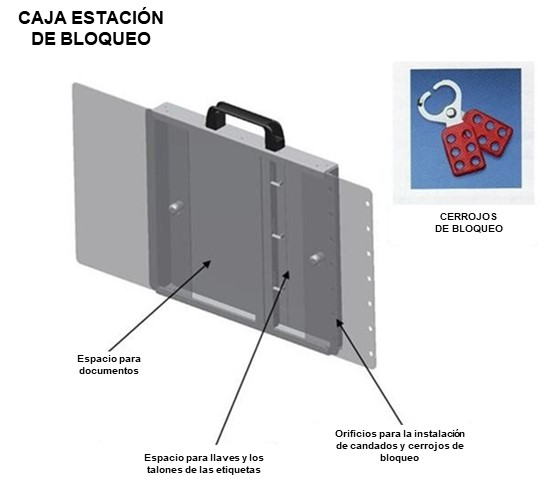 CAJA ESTACIÓN
DE BLOQUEO
CERROJOS
DE BLOQUEO
Espacio para
documentos
Espacio para llaves y los
talones de las etiquetas
Orificios para la instalación
de candados y cerrojos de
bloqueo